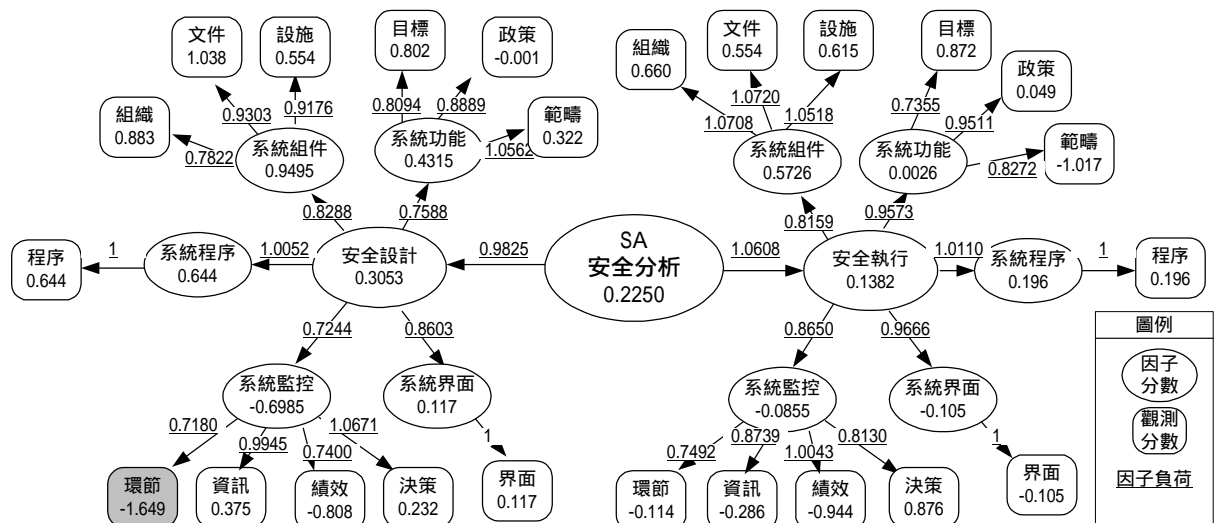 文件
1.038
設施
0.554
目標
0.802
政策
-0.001
組織
0.883
範疇
0.322
0.9303
0.9176
0.8094
0.8889
0.7822
1.0562
系統組件
0.9495
系統功能
0.4315
0.8288
0.7588
程序
0.644
1
系統程序
0.644
1.0052
安全設計
0.3053
0.9825
SA
安全分析
0.2250
1.0608
0.7244
0.8603
系統監控
-0.6985
系統界面
0.117
0.7180
0.9945
0.7400
1.0671
1
環節
-1.649
資訊
0.375
績效
-0.808
決策
0.232
界面
0.117
組織
0.660
文件
0.554
設施
0.615
目標
0.872
政策
0.049
範疇
-1.017
1.0708
1.0720
1.0518
0.7355
0.9511
0.8272
系統組件
0.5726
系統功能
0.0026
0.8159
0.9573
安全執行
0.1382
1.0110
系統程序
0.196
1
程序
0.196
0.8650
0.9666
系統監控
-0.0855
系統界面
-0.105
0.7492
0.8739
1.0043
0.8130
1
環節
-0.114
資訊
-0.286
績效
-0.944
決策
0.876
界面
-0.105
圖例
因子
分數
觀測
分數
因子負荷